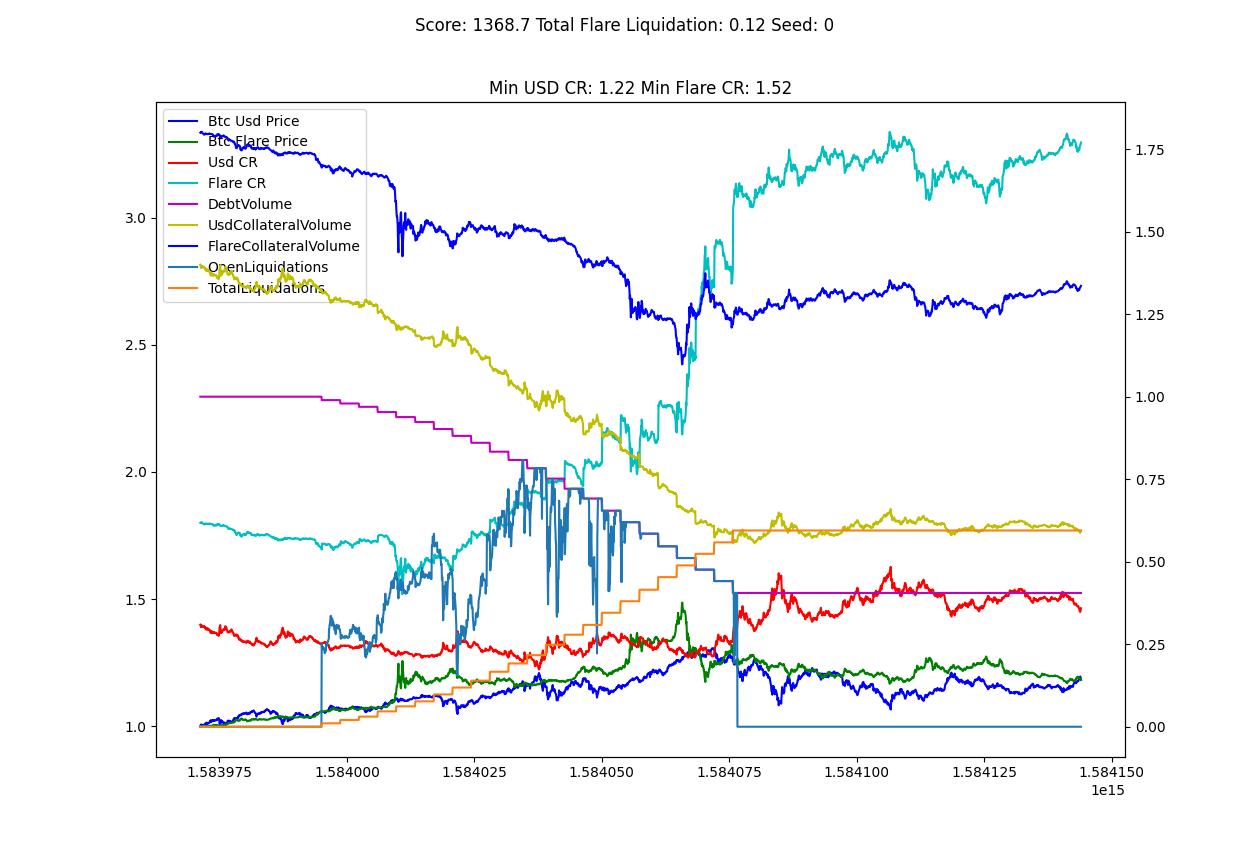 Score: 1368.7 Total Flare Liquidation: 0.12 Seed: 0
Min USD CR: 1.22 Min Flare CR: 1.52
Btc Usd Price
Btc Flare Price
Usd CR
Flare CR
DebtVolume
UsdCollateralVolume
FlareCollateralVolume
OpenLiquidations
TotalLiquidations
3.0
2.5
2.0
1.5
1.0
1.75
1.50
1.25
1.00
0.75
0.50
0.25
0.00
1.583975 1.584000 1.584025 1.584050 1.584075 1.584100 1.584125 1.584150
1e15